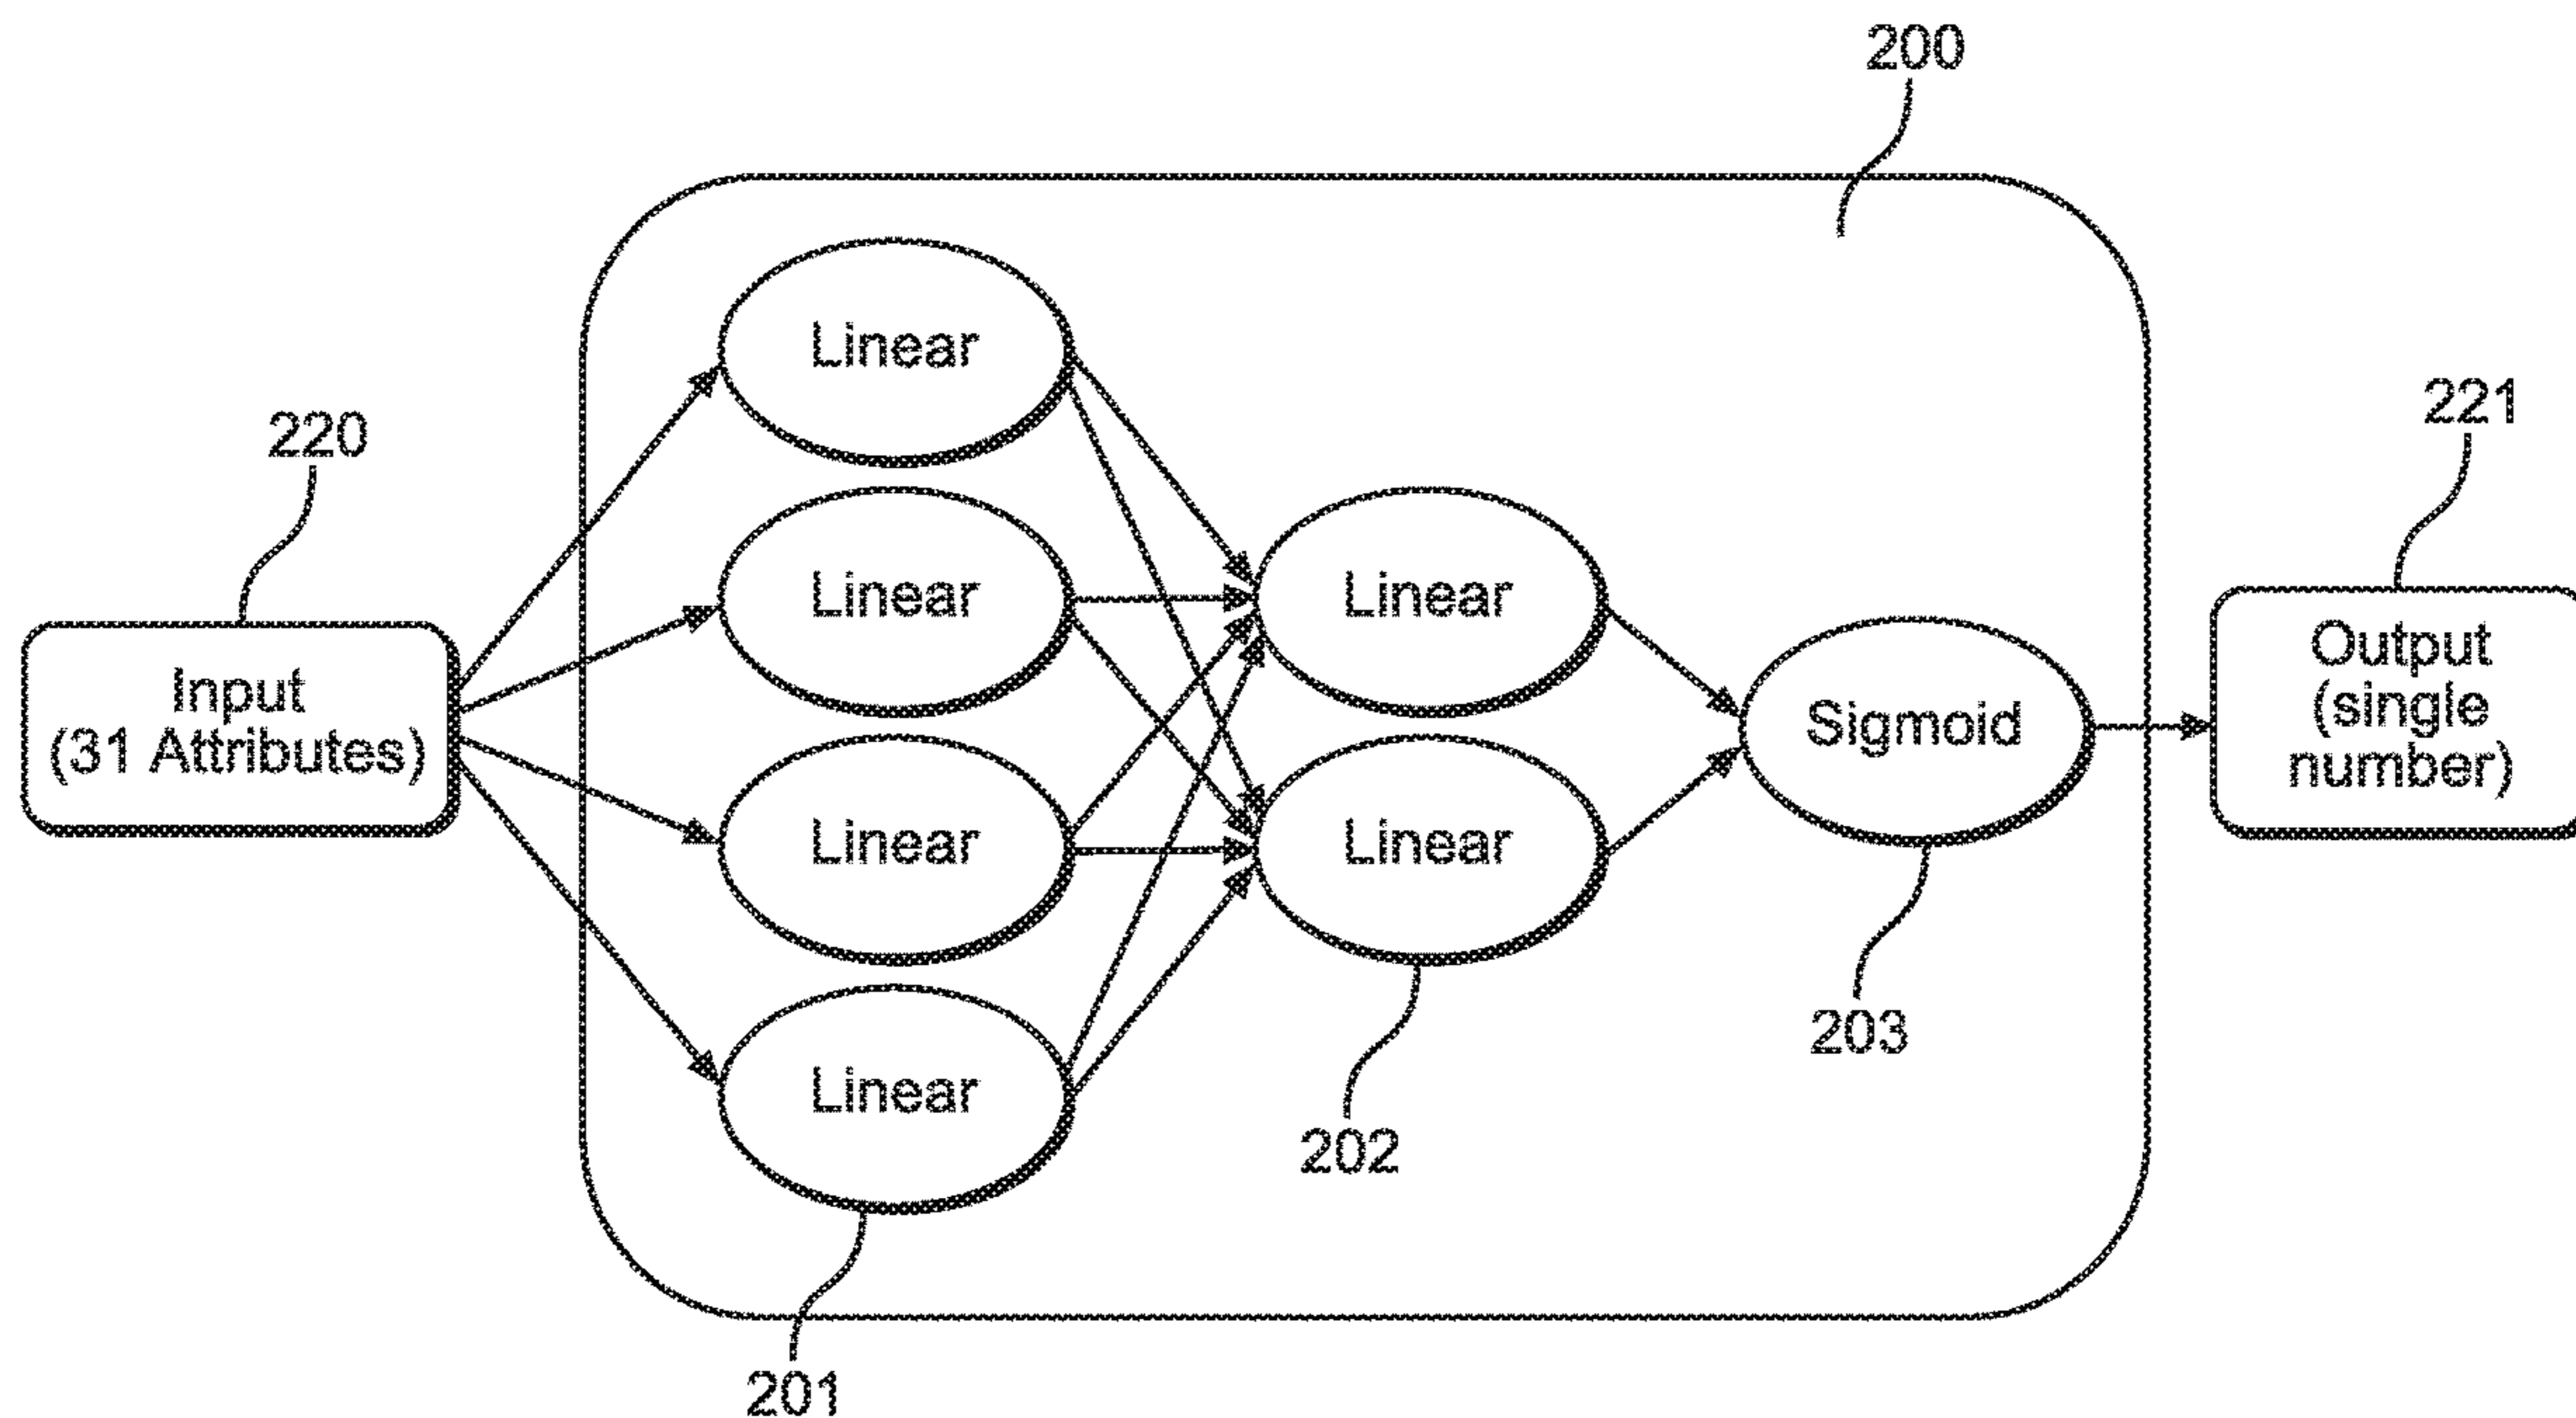 200
220
221
Linear
Linear
Linear
Linear
Linear
Linear
Input
(31 Attributes)
Sigmoid
Output
(single
number)
203
202
201